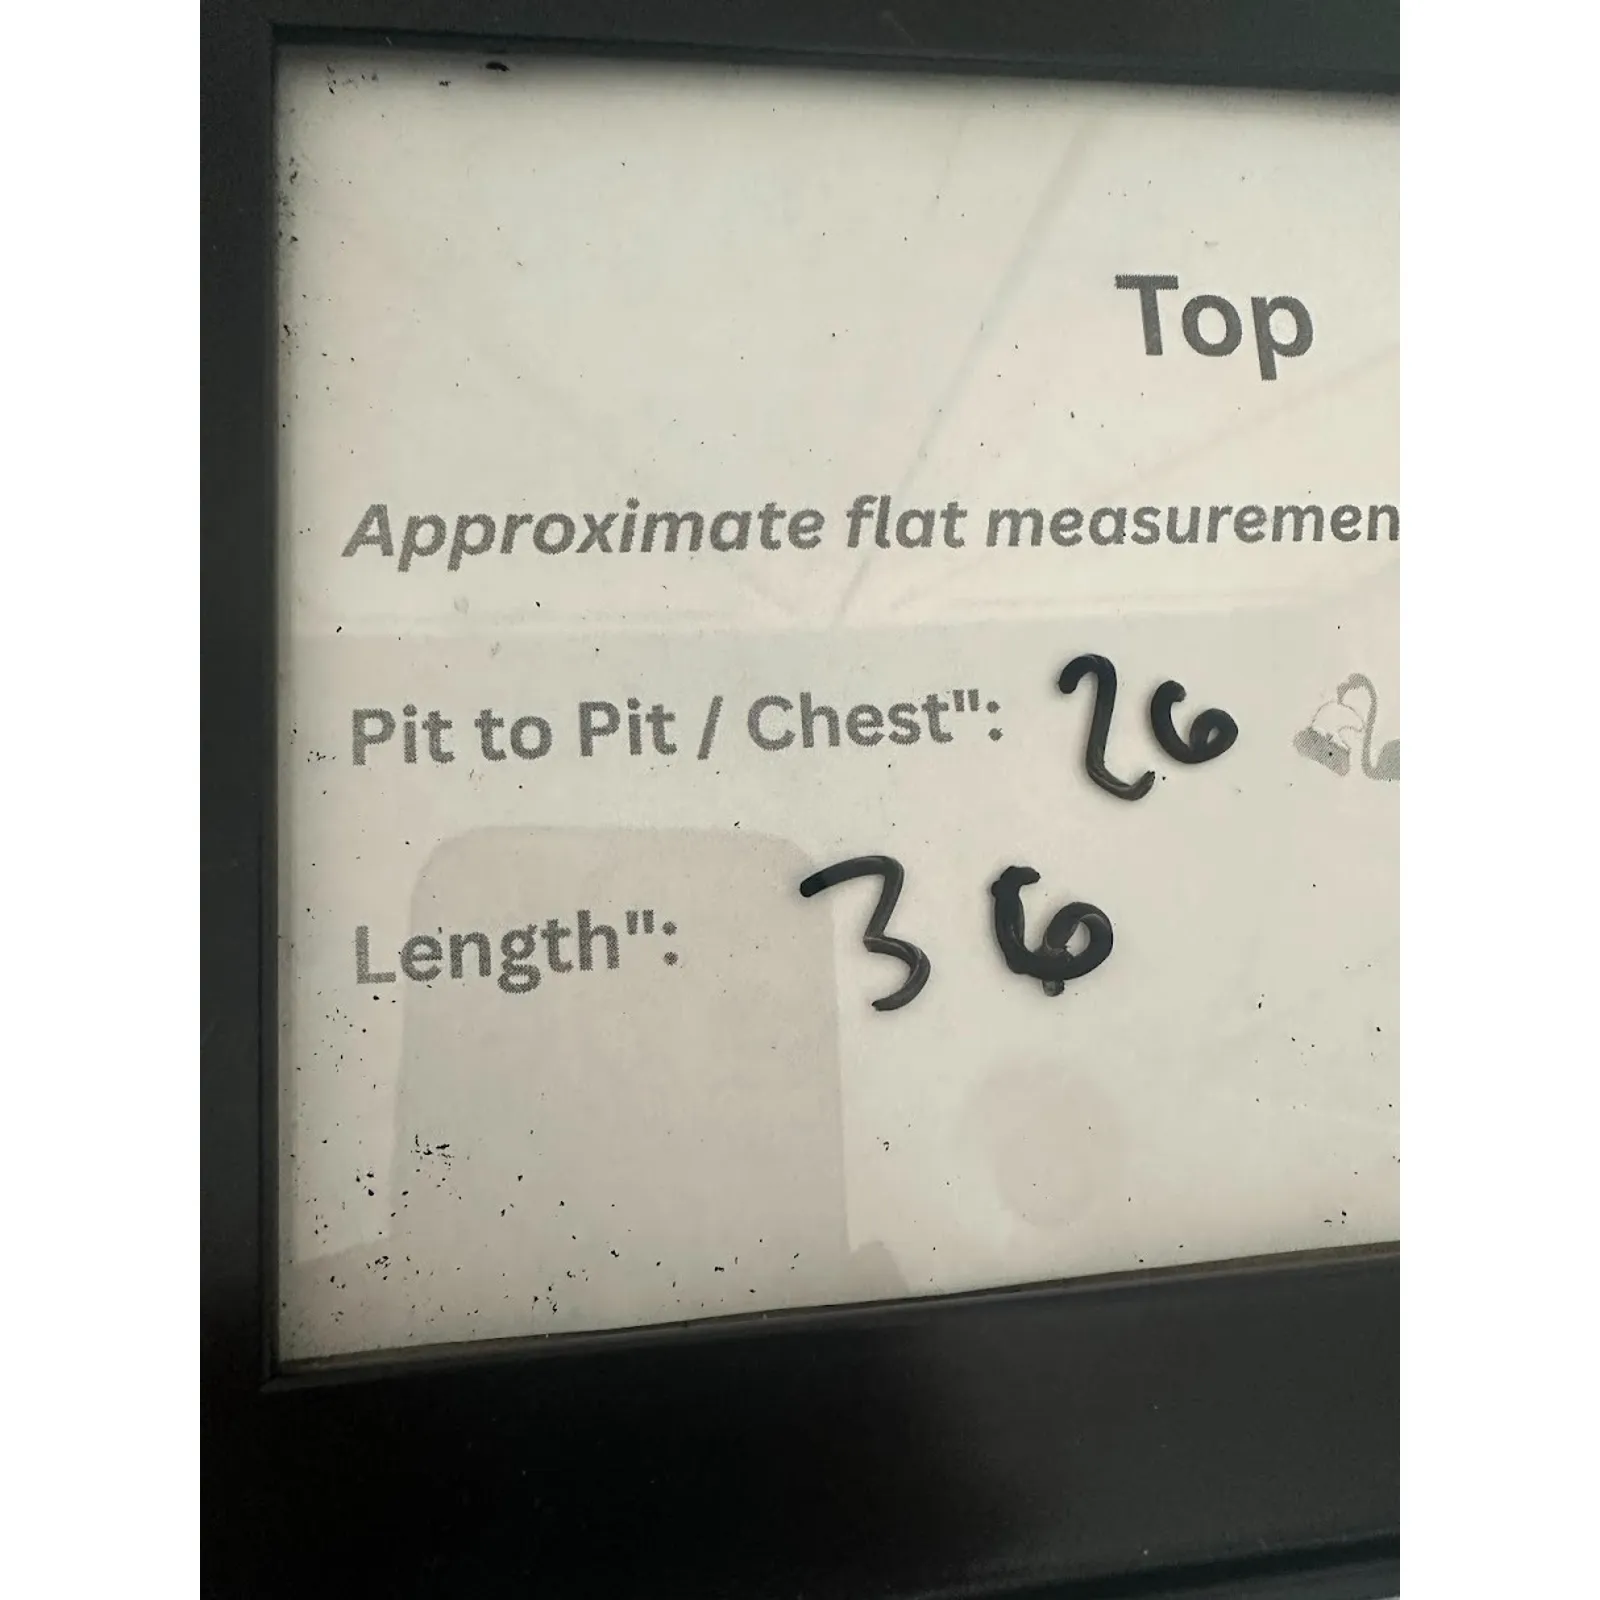 Top
Approximate flat measuremen
Pit to Pit / Chest": 26
Length": 36